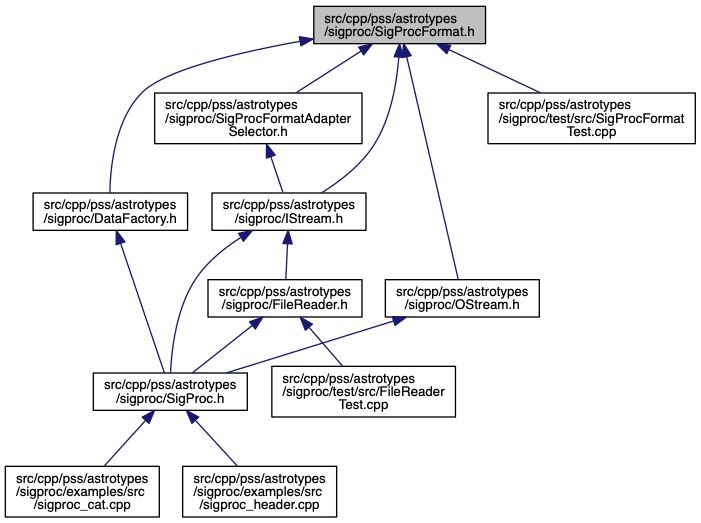 src/cpp/pss/astrotypes
/sigproc/SigProcFormat.h
src/cpp/pss/astrotypes
/sigproc/SigProcFormatAdapter
Selector.h
src/cpp/pss/astrotypes
/sigproc/test/src/SigProcFormat
Test.cpp
src/cpp/pss/astrotypes
/sigproc/DataFactory.h
src/cpp/pss/astrotypes
/sigproc/IStream.h
src/cpp/pss/astrotypes
/sigproc/FileReader.h
src/cpp/pss/astrotypes
/sigproc/OStream.h
src/cpp/pss/astrotypes
/sigproc/SigProc.h
src/cpp/pss/astrotypes
/sigproc/test/src/FileReader
Test.cpp
src/cpp/pss/astrotypes
/sigproc/examples/src
/sigproc_cat.cpp
src/cpp/pss/astrotypes
/sigproc/examples/src
/sigproc_header.cpp